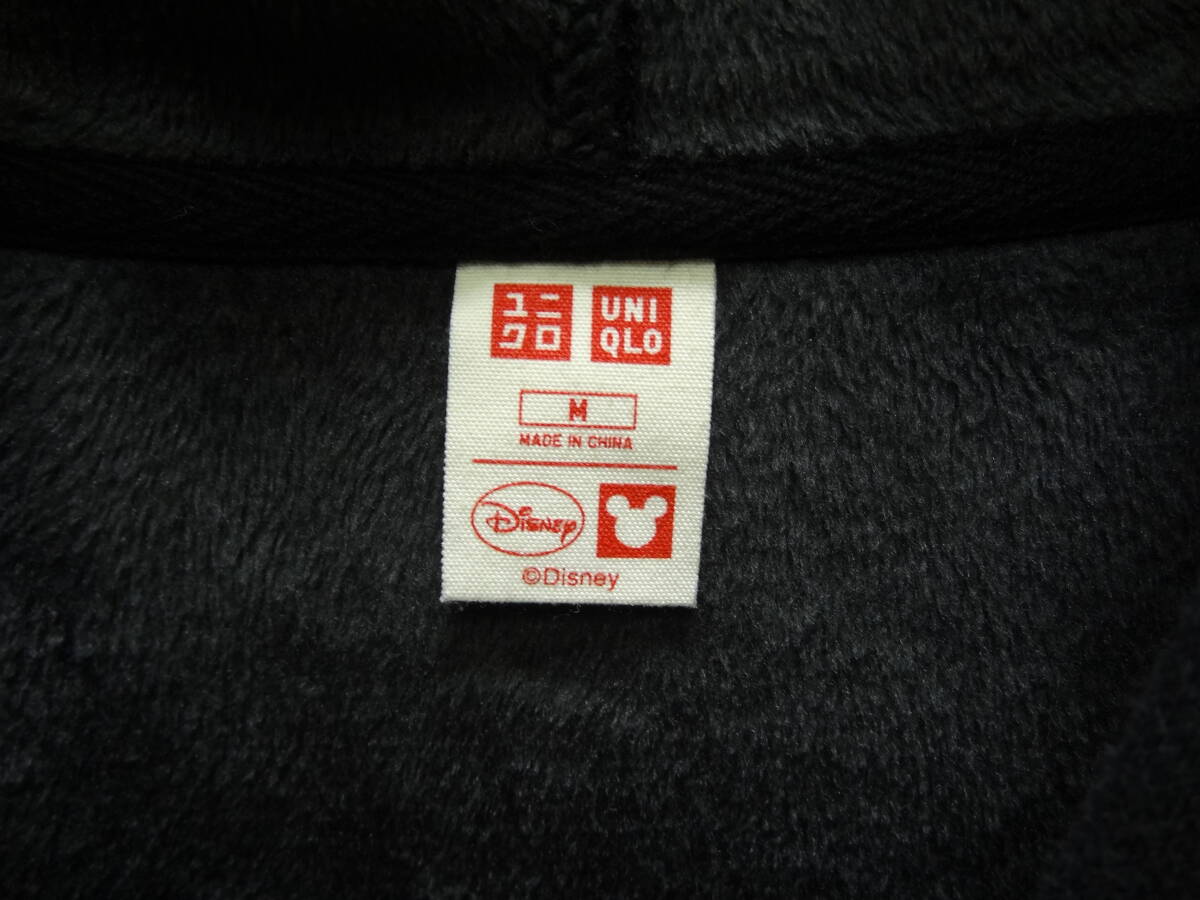 ユニ
クロ
UNI
QLO
M
MADE IN CHINA
Disney
©Disney